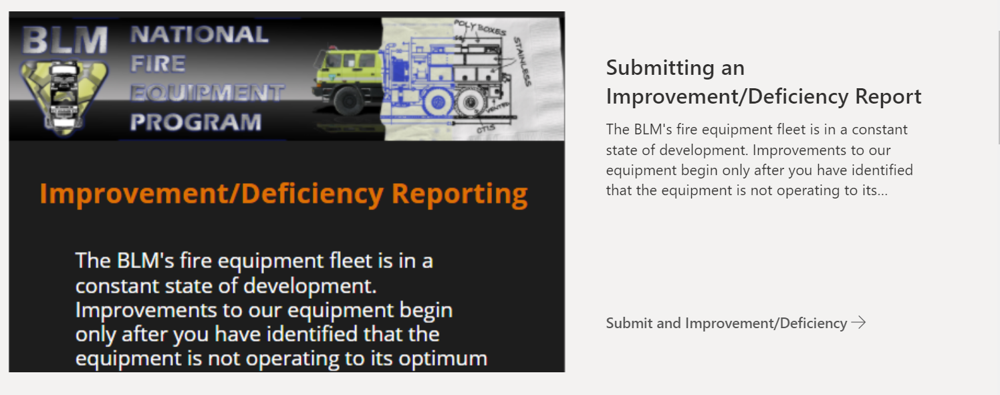 BLM
NATIONAL
FIRE
EQUIPMENT
PROGRAM
POLY BOXES
STAINLESS
VENTED
CTIS
Improvement/Deficiency Reporting
The BLM's fire equipment fleet is in a
constant state of development.
Improvements to our equipment begin
only after you have identified that the
equipment is not operating to its optimum
Submitting an
Improvement/Deficiency Report
The BLM's fire equipment fleet is in a constant
state of development. Improvements to our
equipment begin only after you have identified
that the equipment is not operating to its...
Submit and Improvement/Deficiency →